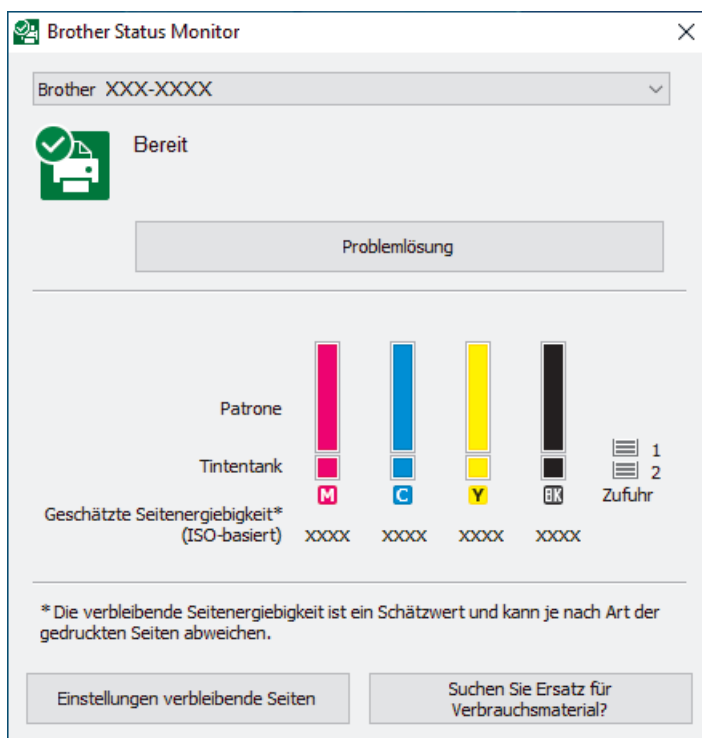 Brother Status Monitor
Brother XXX-XXXX
Bereit
Problemlösung
Patrone
Tintentank
1
2
M C Y BK Zufuhr
Geschätzte Seitenergiebigkeit*
(ISO-basiert) XXXX XXXX XXXX XXXX
* Die verbleibende Seitenergiebigkeit ist ein Schätzwert und kann je nach Art der
gedruckten Seiten abweichen.
Einstellungen verbleibende Seiten
Suchen Sie Ersatz für
Verbrauchsmaterial?